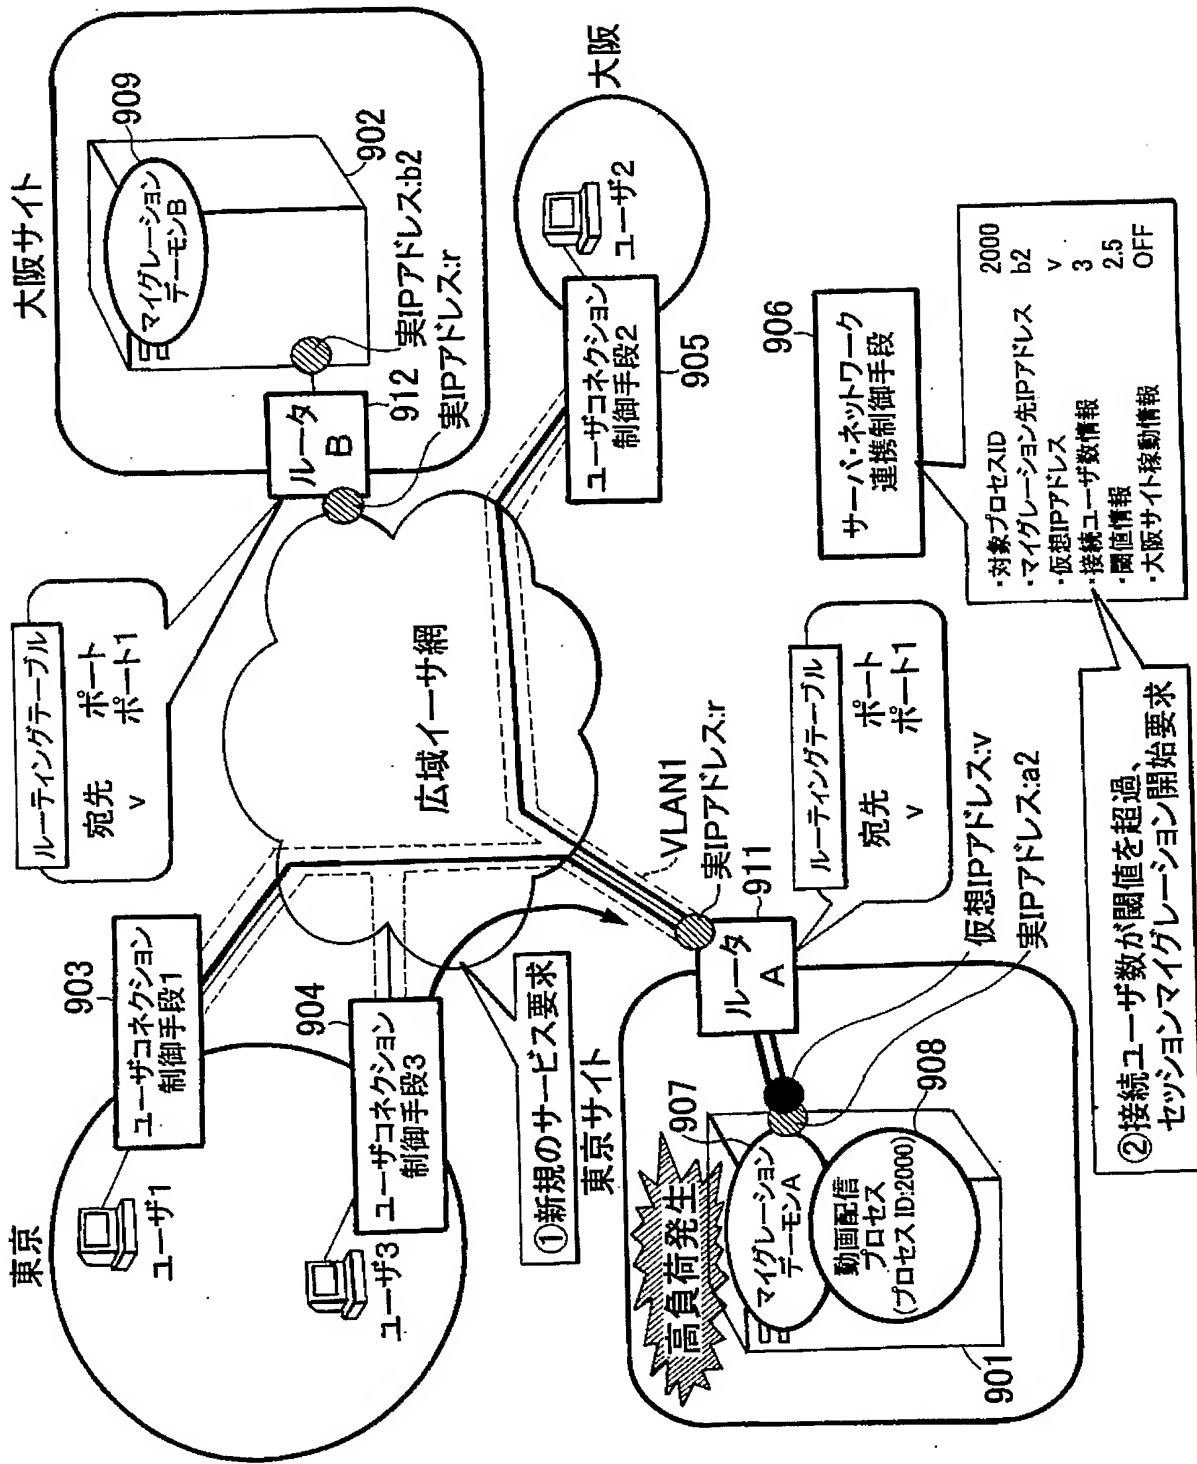 東京
ユーザ1
ユーザ3
ユーザコネクション
制御手段1
903
ユーザコネクション
制御手段3
904
①新規のサービス要求
ルーティングテーブル
宛先 ポート
v ポート1
大阪サイト
マイグレーション
デーモンB
909
902
実IPアドレス:b2
ルータ
B
912
実IPアドレス:r
広域イーサ網
大阪
ユーザ2
ユーザコネクション
制御手段2
905
東京サイト
高負荷発生
907
マイグレーション
デーモンA
動画配信
プロセス
(プロセスID:2000)
908
901
ルータ
A
911
VLAN1
実IPアドレス:r
ルーティングテーブル
宛先 ポート
v ポート1
仮想IPアドレス:v
実IPアドレス:a2
906
サーバ・ネットワーク
連携制御手段
・対象プロセスID 2000
・マイグレーション先IPアドレス b2
・仮想IPアドレス v
・接続ユーザ数情報 3
・閾値情報 2.5
・大阪サイト稼動情報 OFF
②接続ユーザ数が閾値を超過、
セッションマイグレーション開始要求